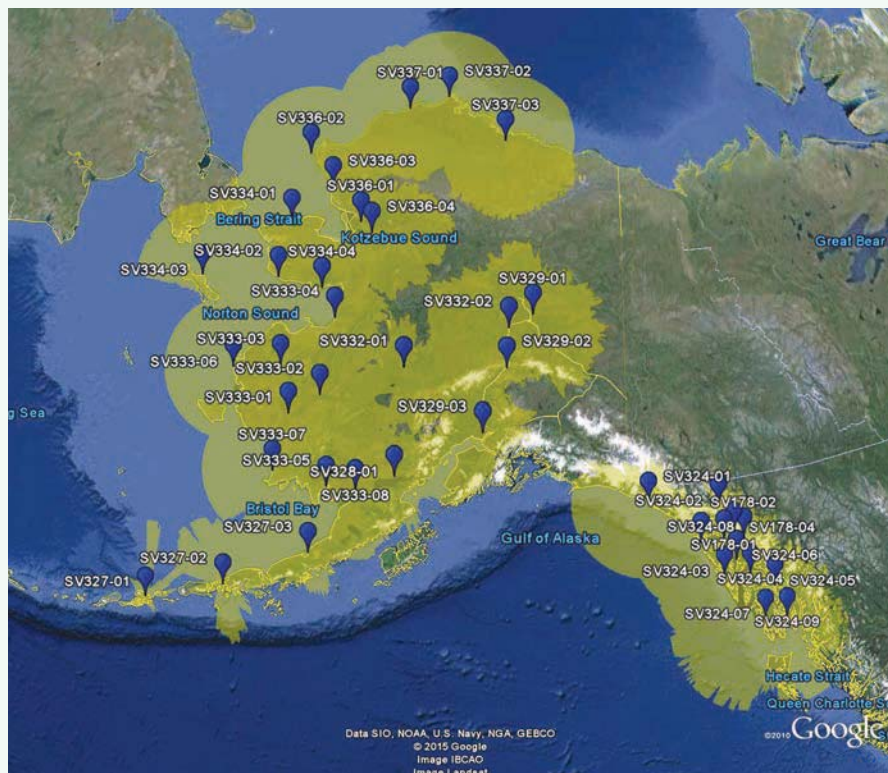 SV337-01
SV337-02
SV336-02
SV337-03
SV336-03
SV334-01
SV336-01
SV336-04
Bering Strait
Kotzebue Sound
Great Bear
SV334-02
SV334-04
SV334-03
SV333-04
SV329-01
SV332-02
Norton Sound
SV333-03
SV332-01
SV329-02
SV333-06
SV333-02
SV333-01
SV329-03
ng Sea
SV333-07
SV333-05
SV328-01
SV333-08
SV324-01
SV324-02
SV178-02
Bristol Bay
SV327-03
SV324-08
SV178-04
Gulf of Alaska
SV178-01
SV327-02
SV324-06
SV327-01
SV324-03
SV324-04
SV324-05
SV324-07
SV324-09
Hecate Strait
Queen Charlotte S
Data SIO, NOAA, U.S. Navy, NGA, GEBCO
© 2015 Google
Image IBCAO
Image Landsat
©2010 Google